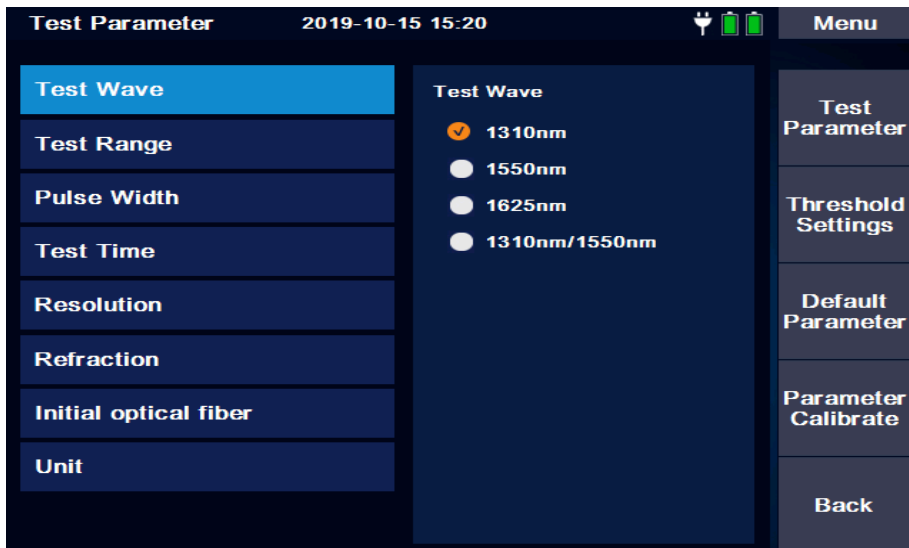 Test Parameter 2019-10-15 15:20 Menu
Test Wave
Test Range
Pulse Width
Test Time
Resolution
Refraction
Initial optical fiber
Unit
Test Wave
1310nm
1550nm
1625nm
1310nm/1550nm
Test
Parameter
Threshold
Settings
Default
Parameter
Parameter
Calibrate
Back